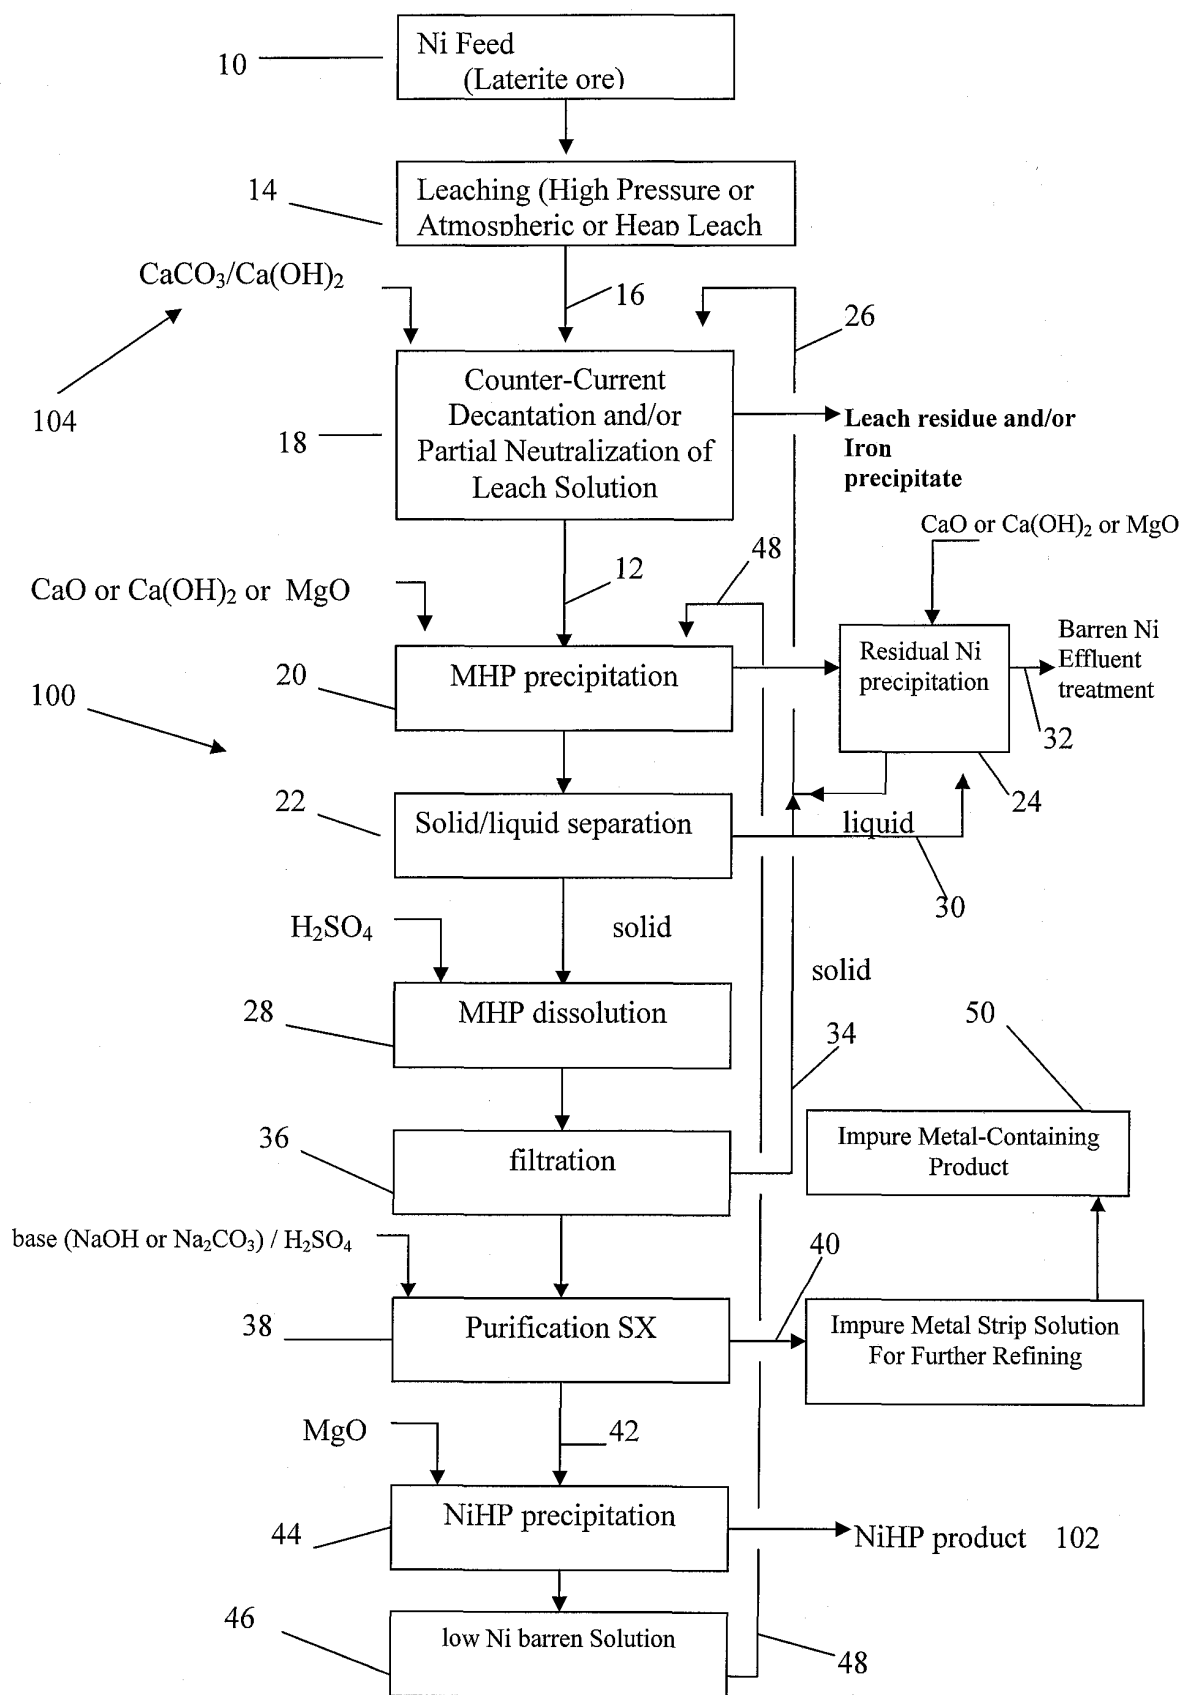 Ni Feed
(Laterite ore)
10
14
Leaching (High Pressure or
Atmospheric or Heap Leach
CaCO₃/Ca(OH)₂
16
26
104
18
Counter-Current
Decantation and/or
Partial Neutralization of
Leach Solution
Leach residue and/or
Iron
precipitate
CaO or Ca(OH)₂ or MgO
48
12
CaO or Ca(OH)₂ or MgO
20
MHP precipitation
Residual Ni
precipitation
Barren Ni
Effluent
treatment
100
32
22
24
Solid/liquid separation
liquid
30
H₂SO₄
solid
solid
28
MHP dissolution
50
34
36
filtration
Impure Metal-Containing
Product
base (NaOH or Na₂CO₃) / H₂SO₄
40
38
Purification SX
Impure Metal Strip Solution
For Further Refining
MgO
42
44
NiHP precipitation
NiHP product 102
46
low Ni barren Solution
48